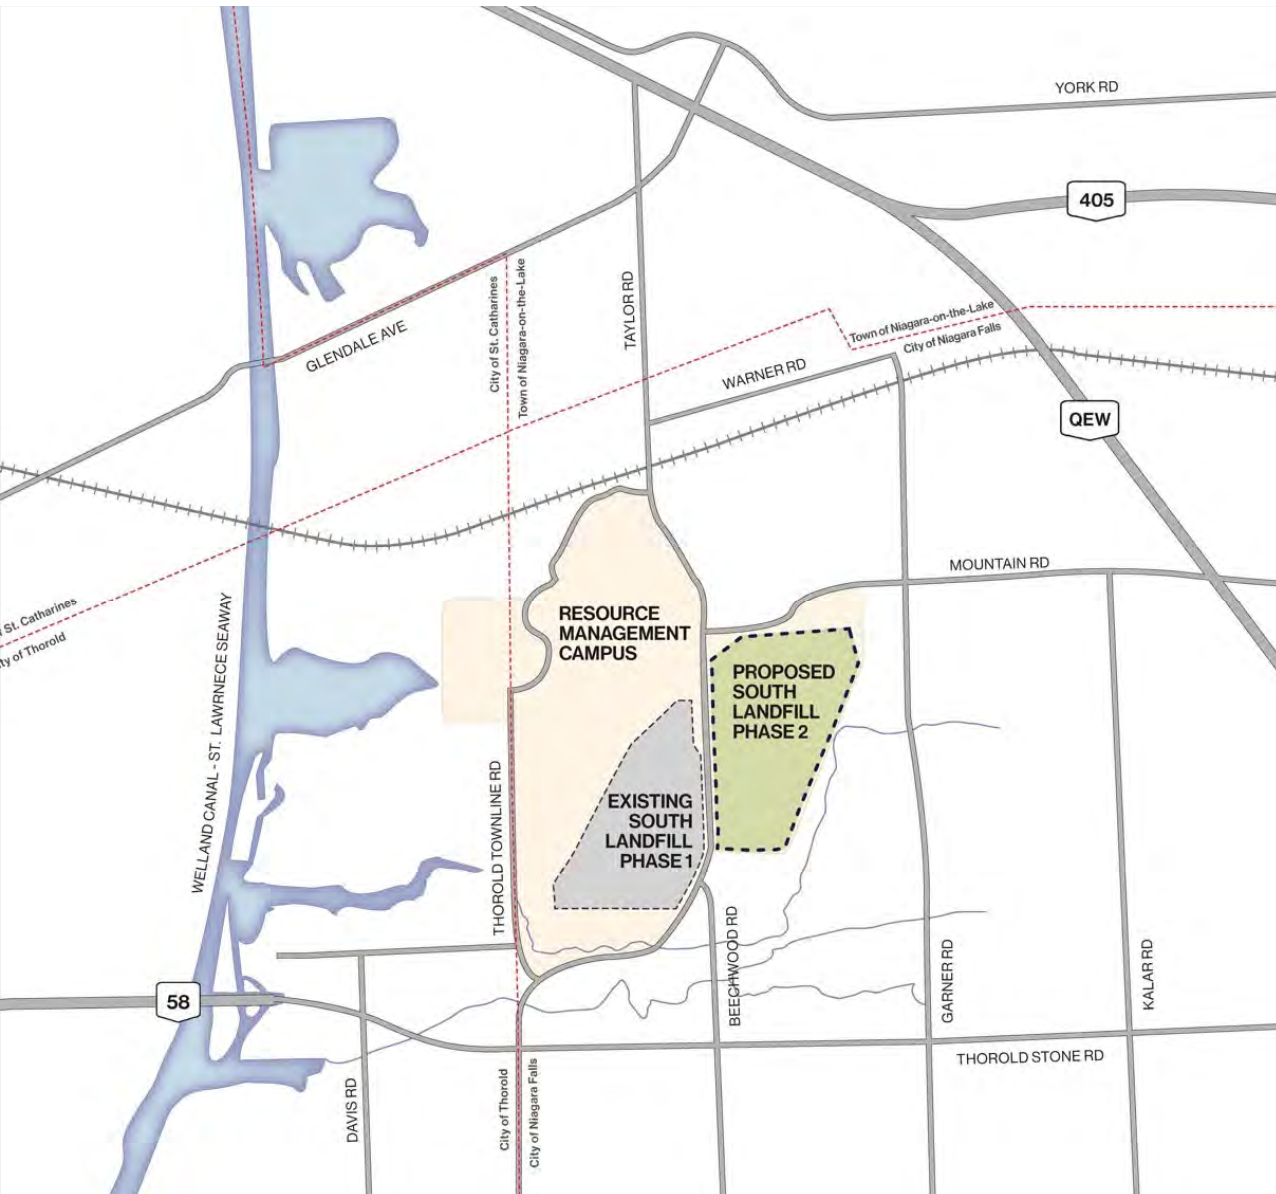 YORK RD
405
TAYLOR RD
GLENDALE AVE
City of St. Catharines
Town of Niagara-on-the-Lake
Town of Niagara-on-the-Lake
City of Niagara Falls
WARNER RD
QEW
MOUNTAIN RD
St. Catharines
ty of Thorold
WELLAND CANAL - ST. LAWRNECE SEAWAY
RESOURCE
MANAGEMENT
CAMPUS
PROPOSED
SOUTH
LANDFILL
PHASE 2
EXISTING
SOUTH
LANDFILL
PHASE 1
THOROLD TOWNLINE RD
BEECHWOOD RD
GARNER RD
KALAR RD
58
THOROLD STONE RD
DAVIS RD
City of Thorold
City of Niagara Falls